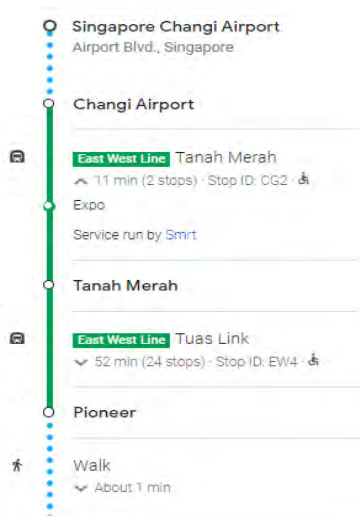 Singapore Changi Airport
Airport Blvd., Singapore
Changi Airport
East West Line Tanah Merah
11 min (2 stops) · Stop ID: CG2 ·
Expo
Service run by Smrt
Tanah Merah
East West Line Tuas Link
52 min (24 stops) · Stop ID: EW4 ·
Pioneer
Walk
About 1 min